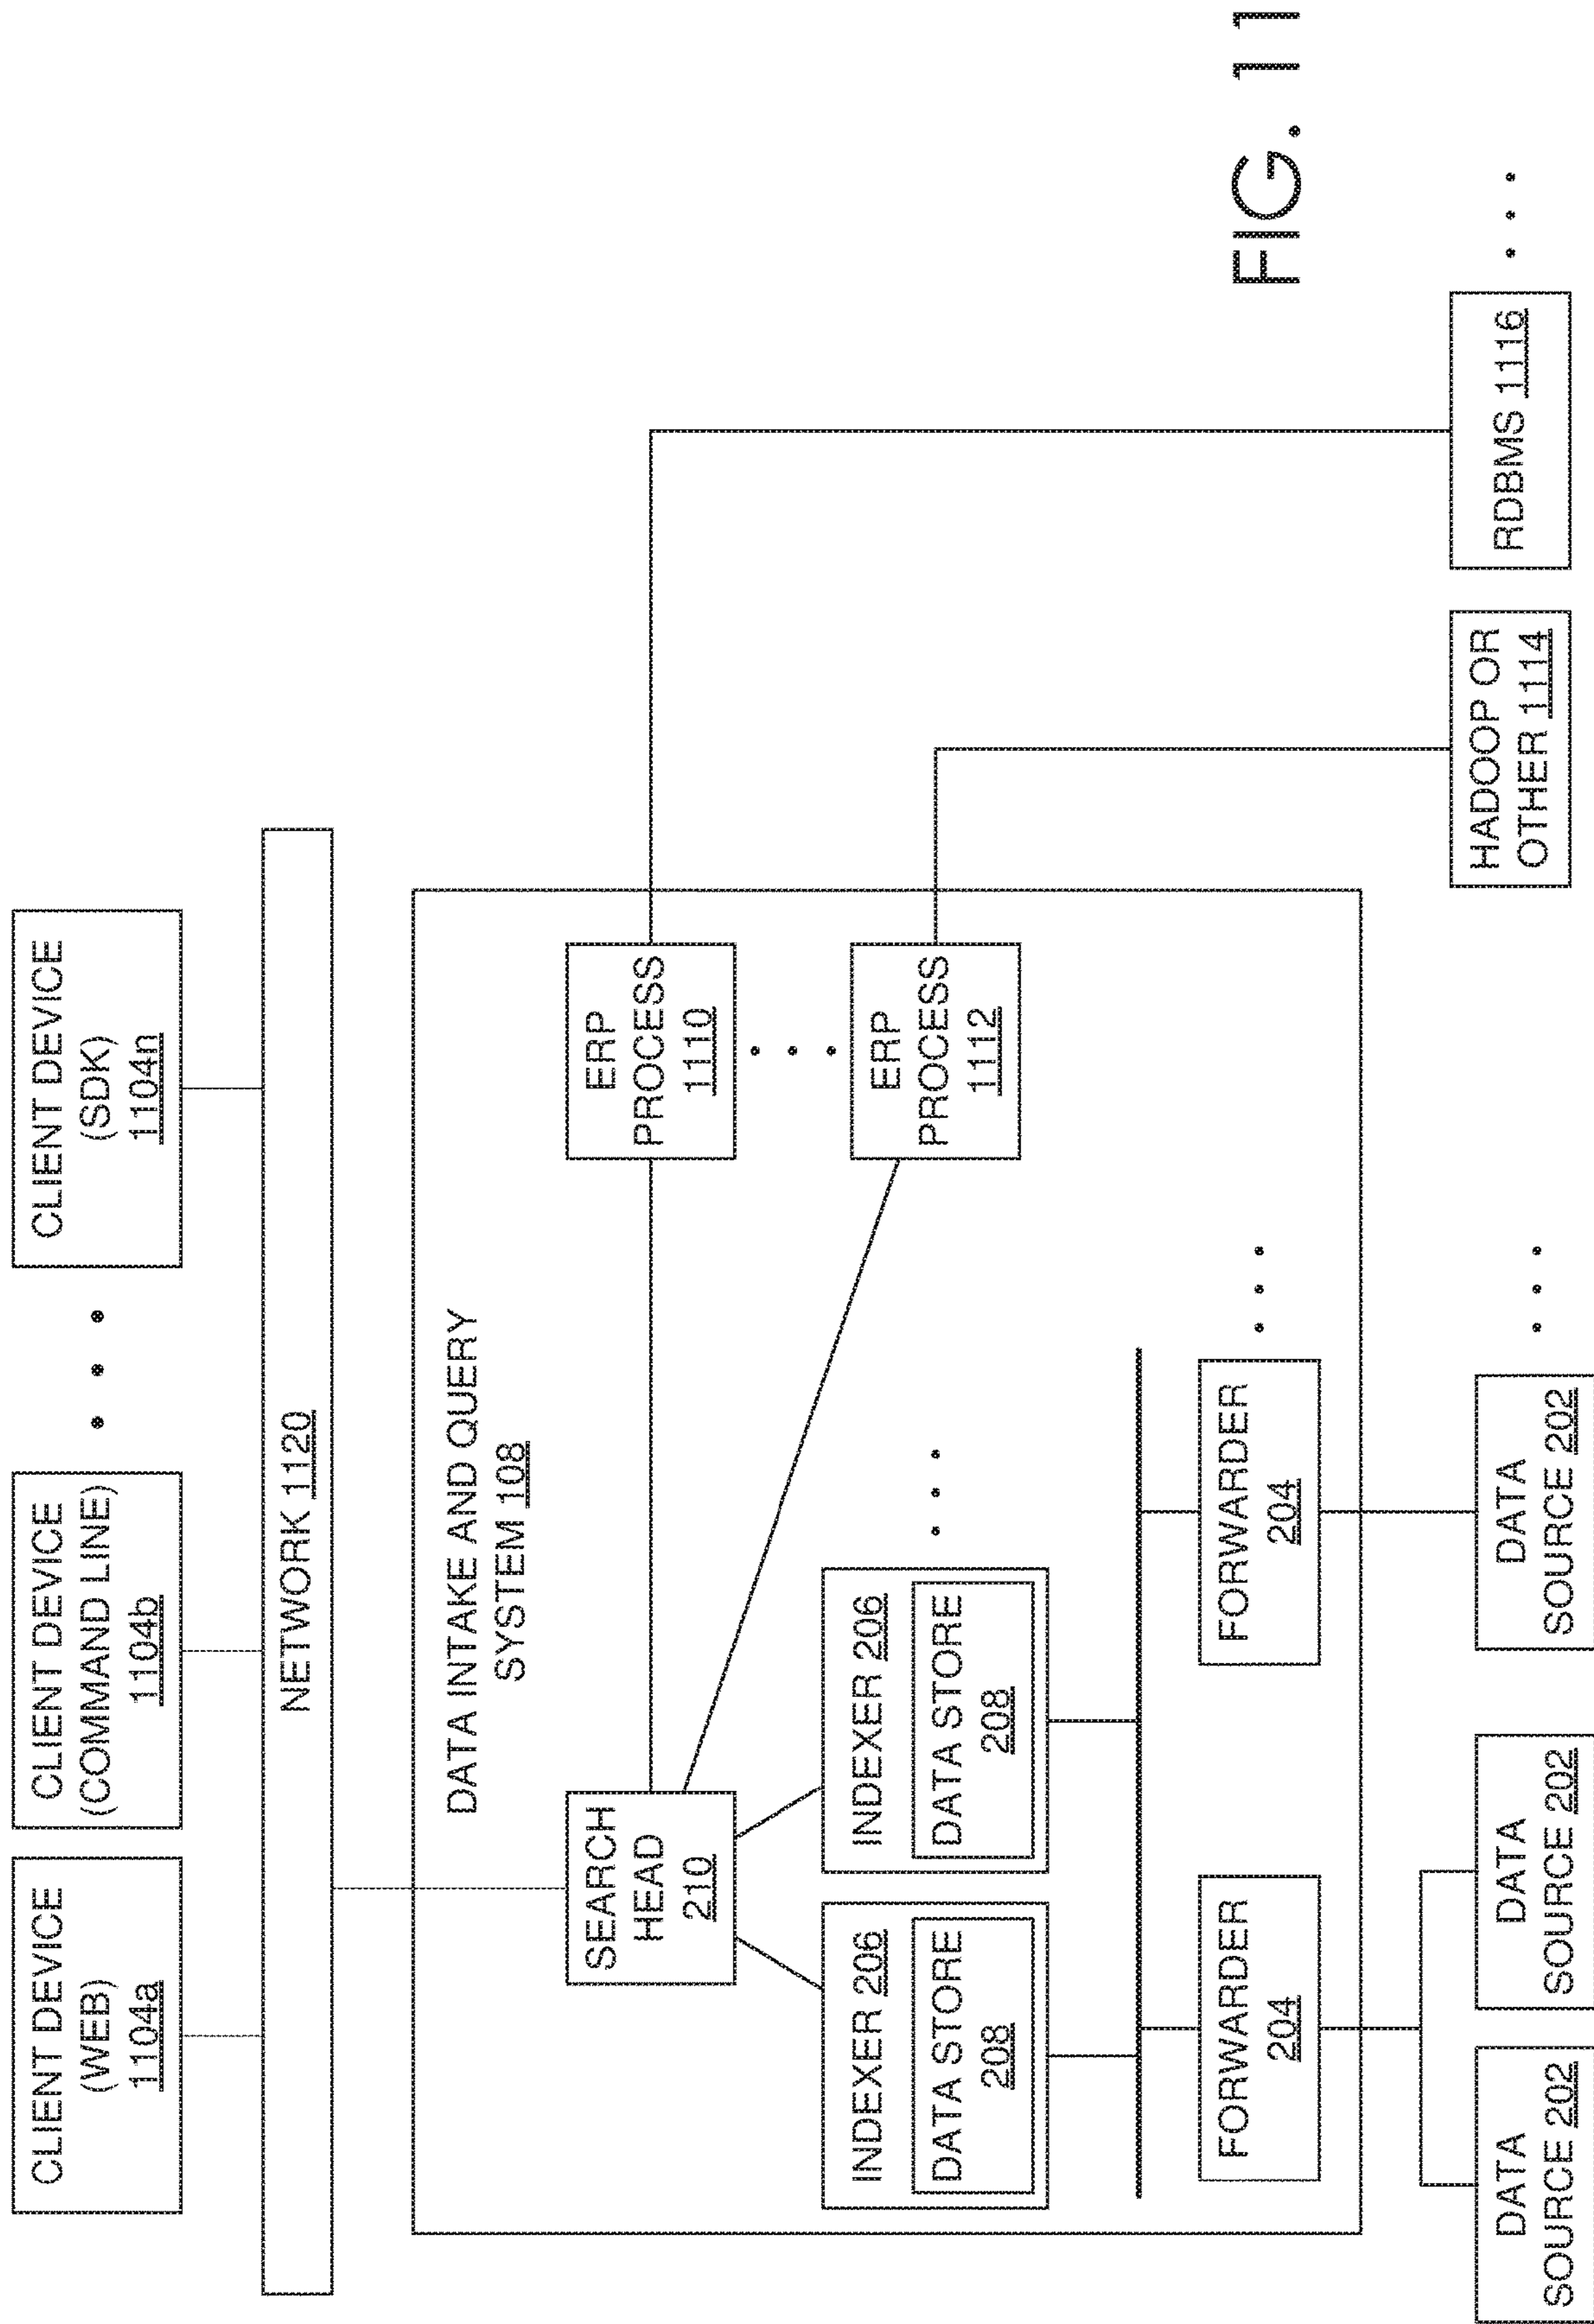 CLIENT DEVICE
(WEB)
1104a
CLIENT DEVICE
(COMMAND LINE)
1104b
CLIENT DEVICE
(SDK)
1104n
NETWORK 1120
DATA INTAKE AND QUERY
SYSTEM 108
SEARCH
HEAD
210
ERP
PROCESS
1110
INDEXER 206
DATA STORE
208
INDEXER 206
DATA STORE
208
ERP
PROCESS
1112
FORWARDER
204
FORWARDER
204
DATA
SOURCE 202
DATA
SOURCE 202
DATA
SOURCE 202
HADOOP OR
OTHER 1114
RDBMS 1116
FIG. 11